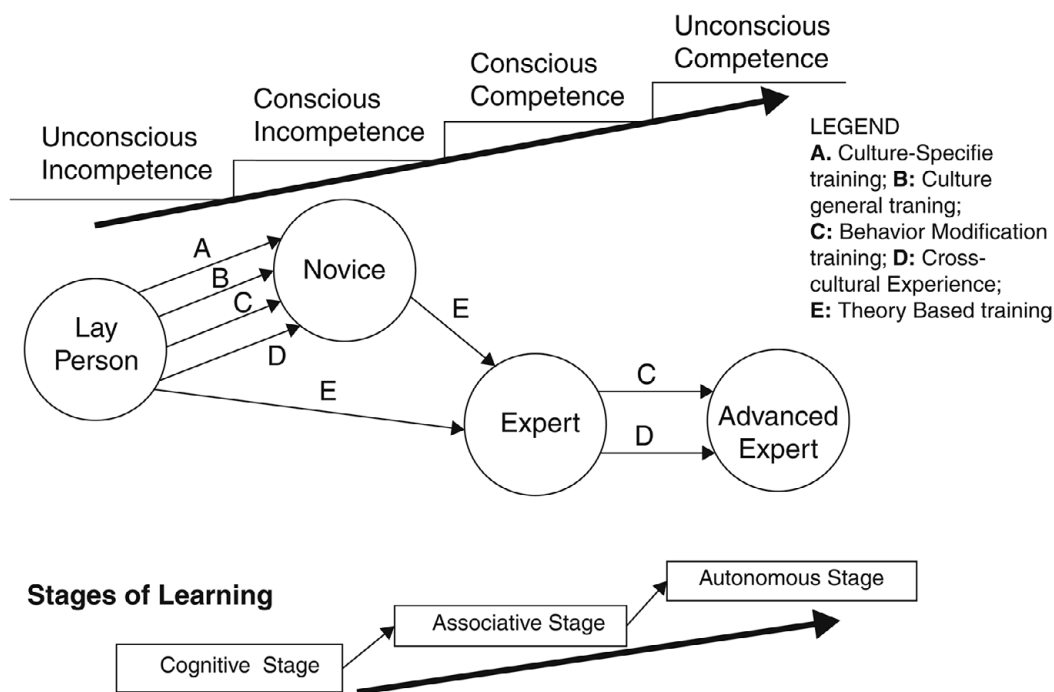 Unconscious
Competence
Conscious
Competence
Conscious
Incompetence
Unconscious
Incompetence
LEGEND
A. Culture-Specifie
training; B: Culture
general traning;
C: Behavior Modification
training; D: Cross-
cultural Experience;
E: Theory Based training
A
B
C
D
E
Novice
Lay
Person
E
Expert
C
D
Advanced
Expert
Stages of Learning
Autonomous Stage
Associative Stage
Cognitive Stage